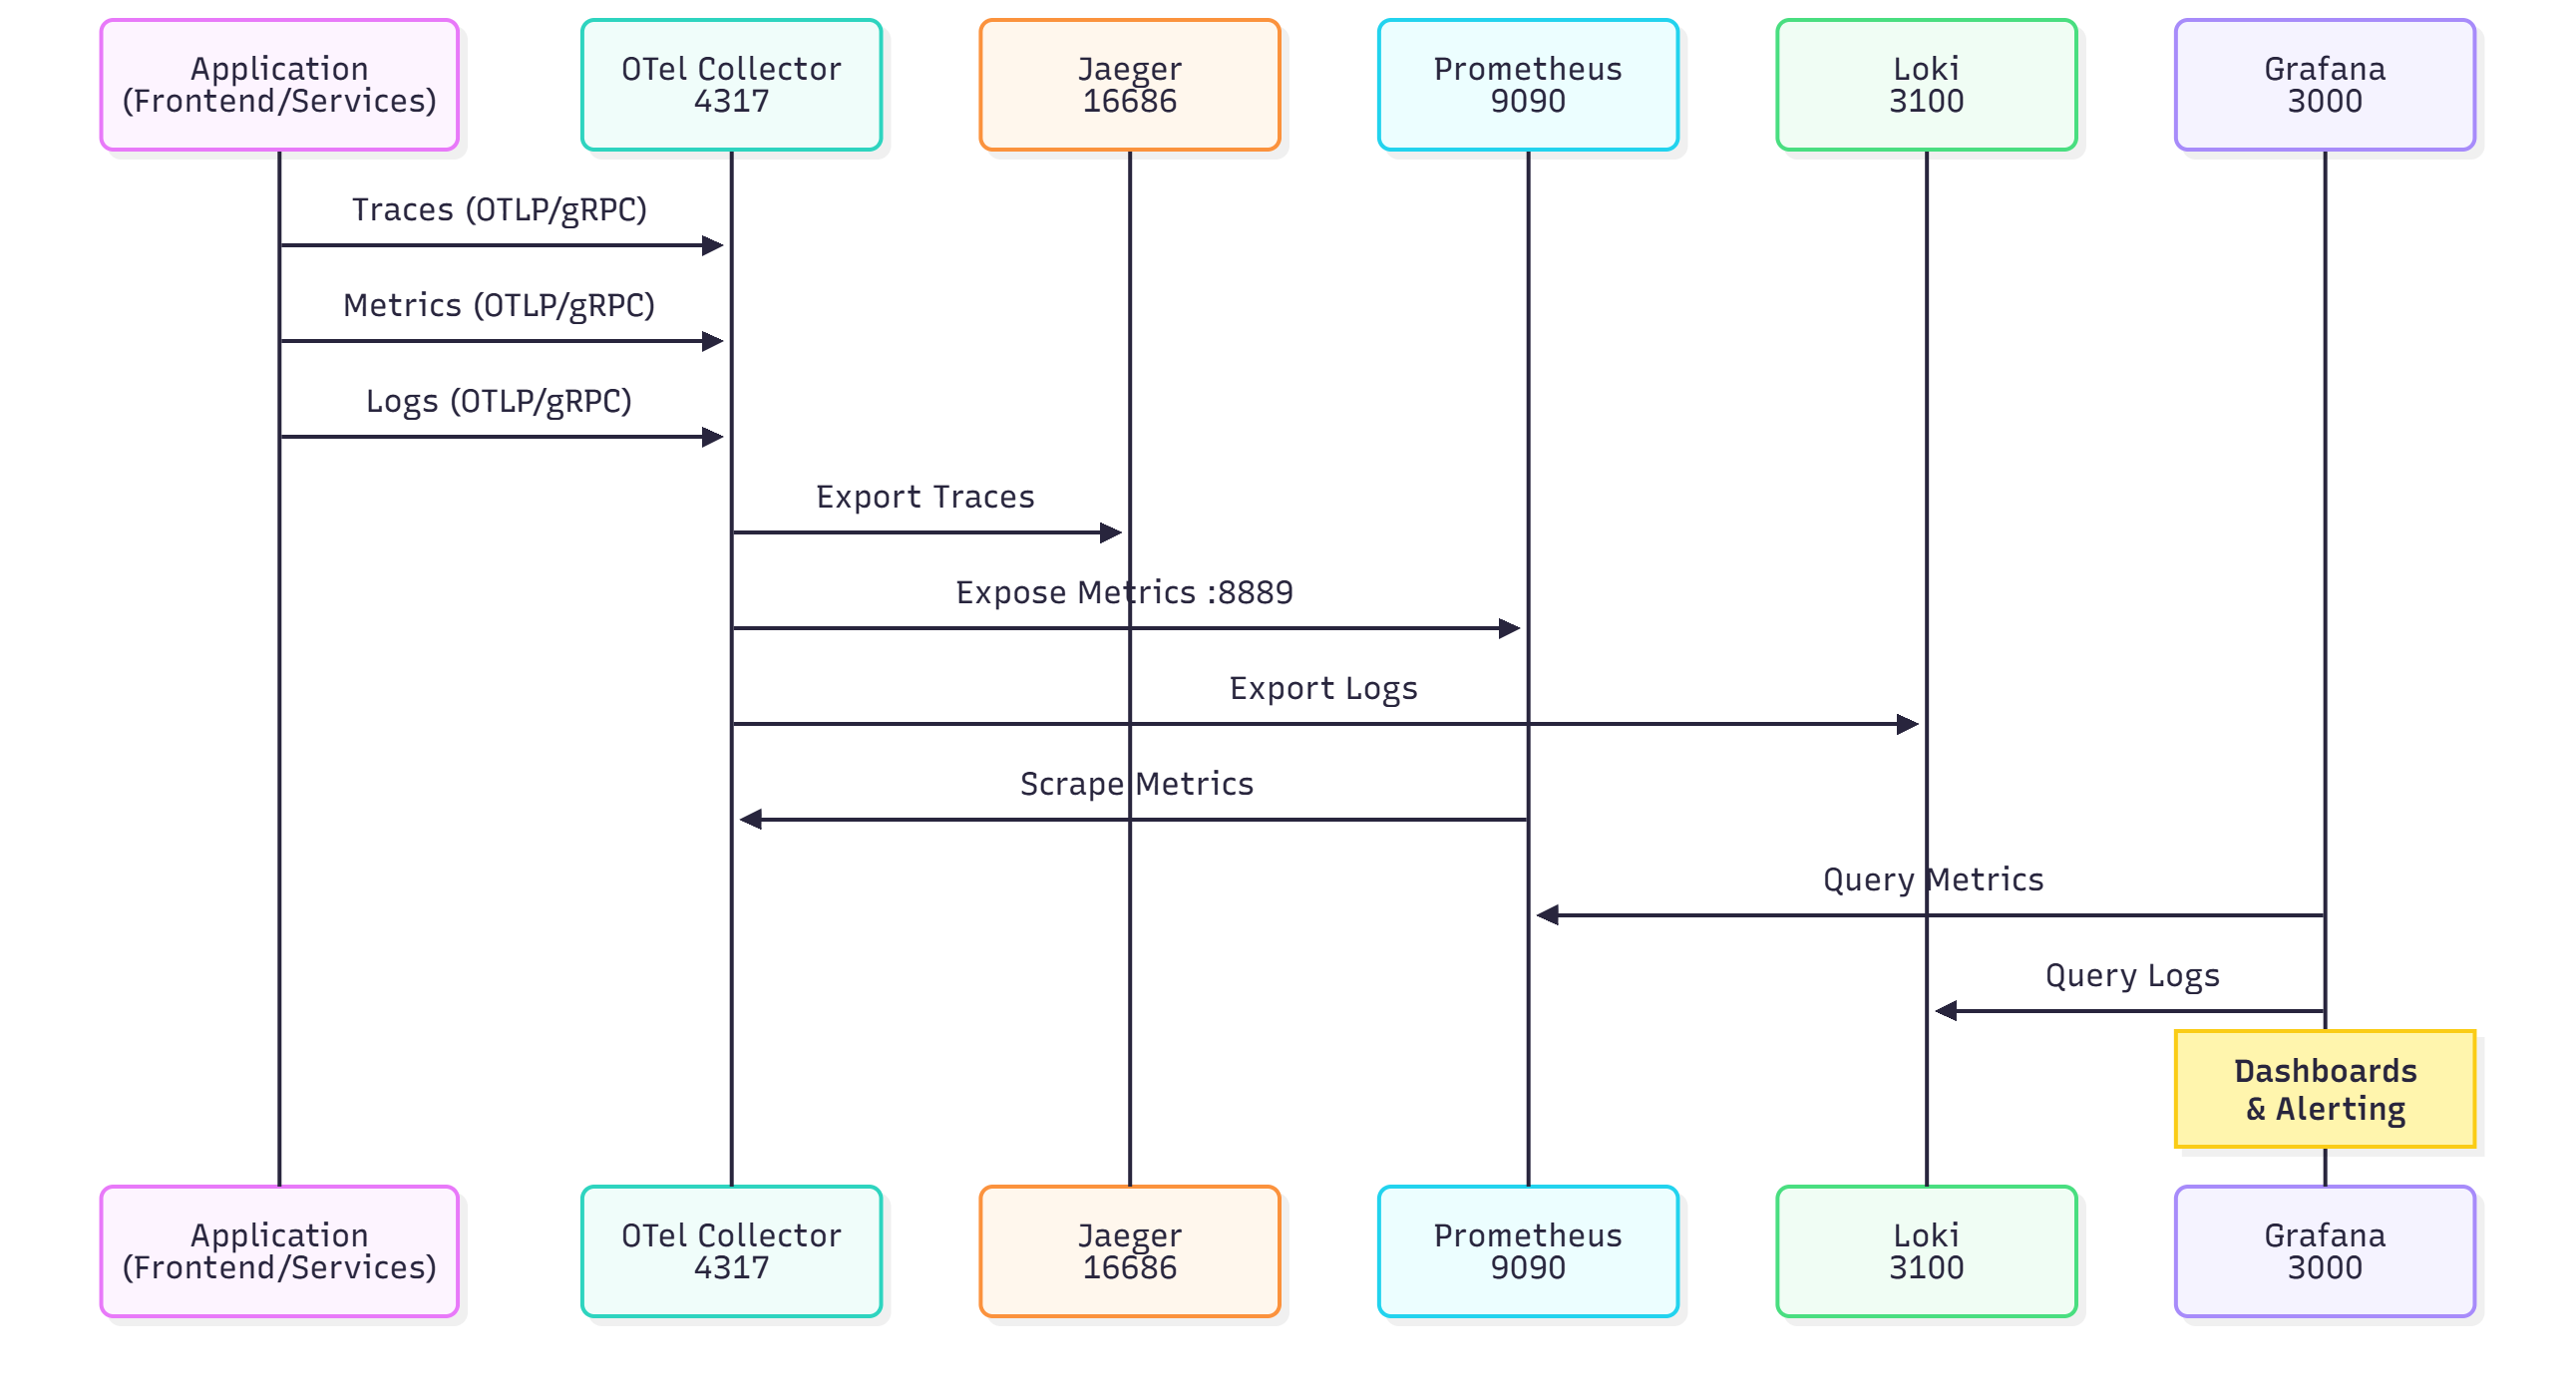 Application
(Frontend/Services)
OTel Collector
4317
Jaeger
16686
Prometheus
9090
Loki
3100
Grafana
3000
Traces (OTLP/gRPC)
Metrics (OTLP/gRPC)
Logs (OTLP/gRPC)
Export Traces
Expose Metrics :8889
Export Logs
Scrape Metrics
Query Metrics
Query Logs
Dashboards
& Alerting
Application
(Frontend/Services)
OTel Collector
4317
Jaeger
16686
Prometheus
9090
Loki
3100
Grafana
3000